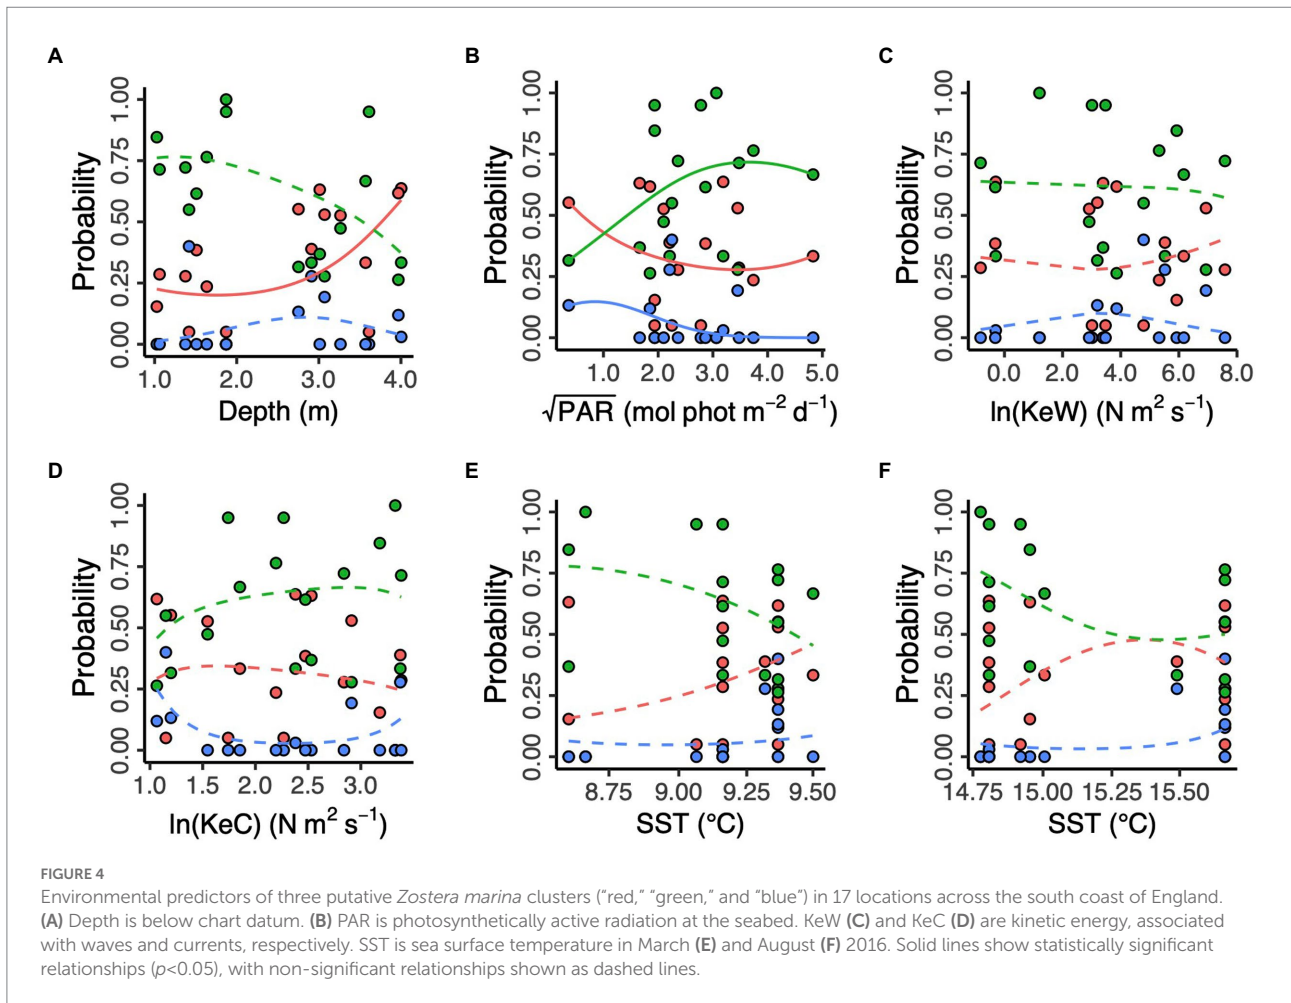 A
B
C
Probability
0.00 0.25 0.50 0.75 1.00
1.0 2.0 3.0 4.0
Depth (m)
Probability
0.00 0.25 0.50 0.75 1.00
1.0 2.0 3.0 4.0 5.0
√PAR (mol phot m⁻² d⁻¹)
Probability
0.00 0.25 0.50 0.75 1.00
0.0 2.0 4.0 6.0 8.0
ln(KeW) (N m² s⁻¹)
D
E
F
Probability
0.00 0.25 0.50 0.75 1.00
1.0 1.5 2.0 2.5 3.0
ln(KeC) (N m² s⁻¹)
Probability
0.00 0.25 0.50 0.75 1.00
8.75 9.00 9.25 9.50
SST (°C)
Probability
0.00 0.25 0.50 0.75 1.00
14.75 15.00 15.25 15.50
SST (°C)
FIGURE 4
Environmental predictors of three putative Zostera marina clusters (“red,” “green,” and “blue”) in 17 locations across the south coast of England.
(A) Depth is below chart datum. (B) PAR is photosynthetically active radiation at the seabed. KeW (C) and KeC (D) are kinetic energy, associated
with waves and currents, respectively. SST is sea surface temperature in March (E) and August (F) 2016. Solid lines show statistically significant
relationships (p<0.05), with non-significant relationships shown as dashed lines.